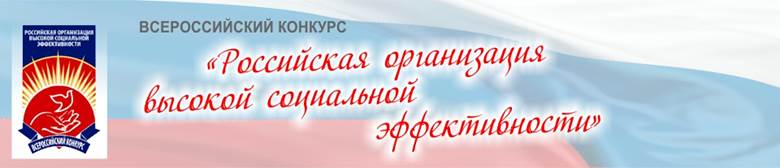 РОССИЙСКАЯ ОРГАНИЗАЦИЯ
ВЫСОКОЙ СОЦИАЛЬНОЙ
ЭФФЕКТИВНОСТИ
ВСЕРОССИЙСКИЙ КОНКУРС
ВСЕРОССИЙСКИЙ КОНКУРС
«Российская организация
высокой социальной
эффективности»